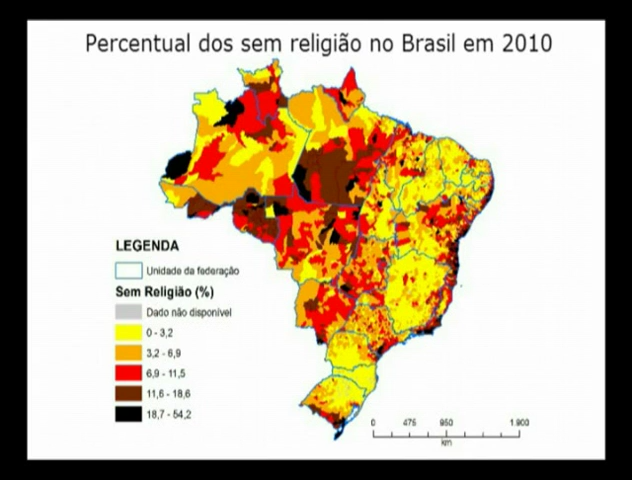 Percentual dos sem religião no Brasil em 2010
LEGENDA
Unidade da federação
Sem Religião (%)
Dado não disponível
0 - 3,2
3,2 - 6,9
6,9 - 11,5
11,6 - 18,6
18,7 - 54,2
0 475 950 1.900
km